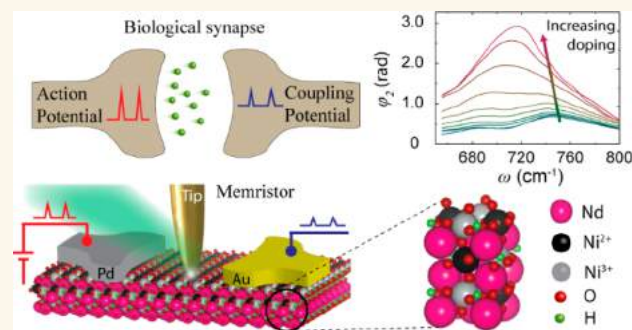 Biological synapse
Action
Potential
Coupling
Potential
H
Increasing
doping
3.0
2.0
1.0
0
φ2 (rad)
680
720
760
800
ω (cm-1)
Memristor
Tip
Pd
Au
Nd
Ni2+
Ni3+
O
H